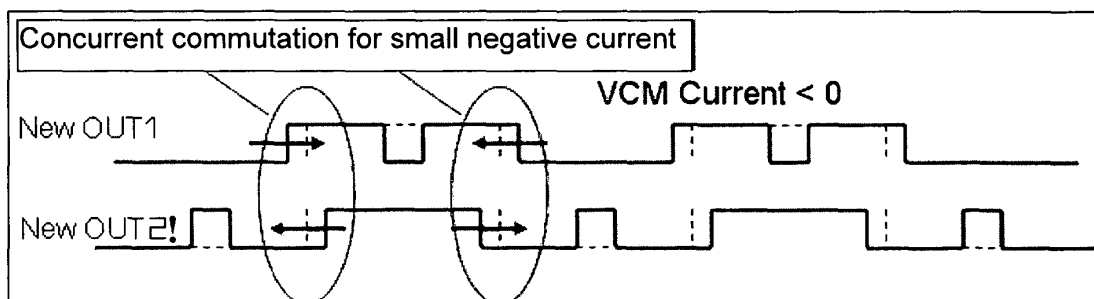 Concurrent commutation for small negative current
VCM Current < 0
New OUT1
New OUT2!